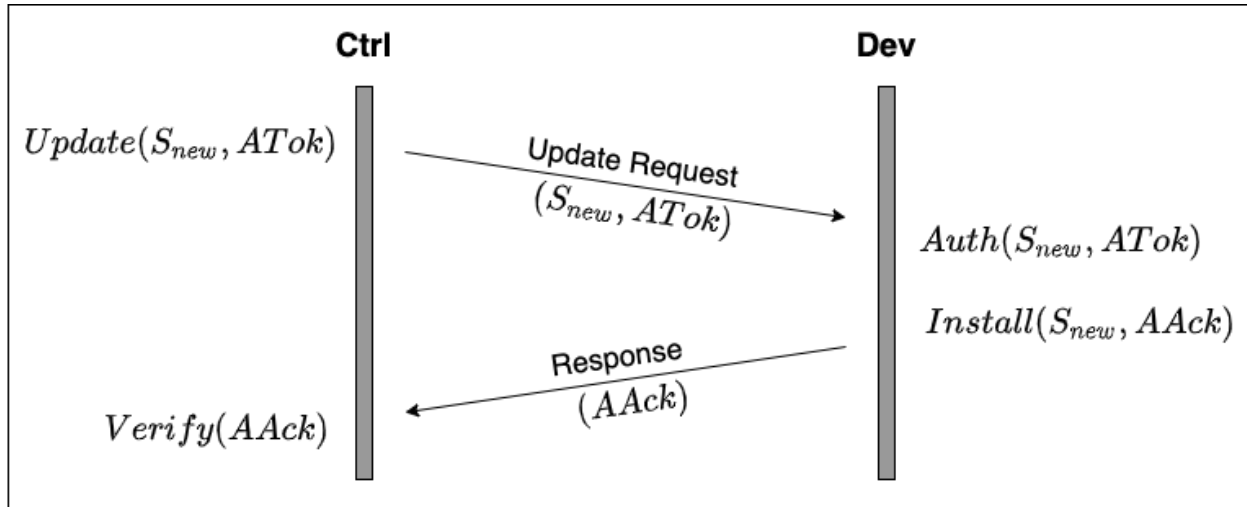 Ctrl
Dev
Update(S_new, ATok)
Update Request
(S_new, ATok)
Auth(S_new, ATok)
Install(S_new, AAck)
Response
(AAck)
Verify(AAck)